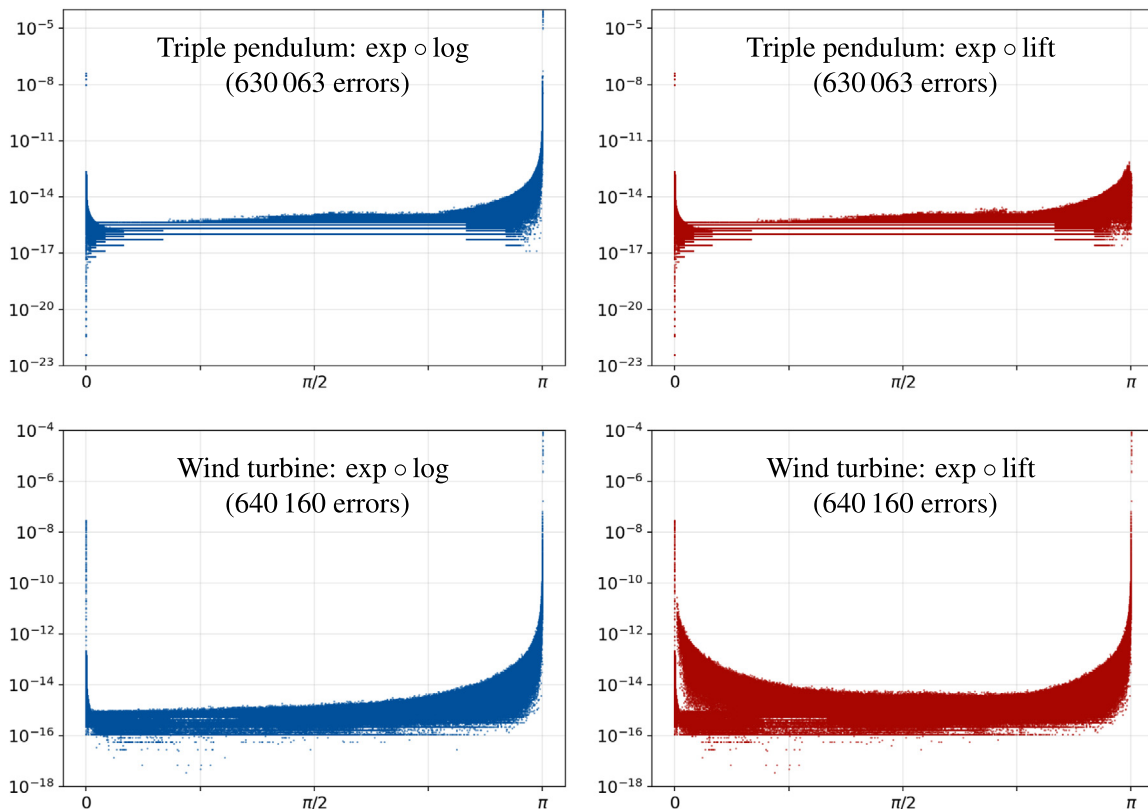 Triple pendulum: exp ∘ log
(630 063 errors)
10⁻⁵
10⁻⁸
10⁻¹¹
10⁻¹⁴
10⁻¹⁷
10⁻²⁰
10⁻²³
0
π/2
π
Triple pendulum: exp ∘ lift
(630 063 errors)
10⁻⁵
10⁻⁸
10⁻¹¹
10⁻¹⁴
10⁻¹⁷
10⁻²⁰
10⁻²³
0
π/2
π
Wind turbine: exp ∘ log
(640 160 errors)
10⁻⁴
10⁻⁶
10⁻⁸
10⁻¹⁰
10⁻¹²
10⁻¹⁴
10⁻¹⁶
10⁻¹⁸
0
π/2
π
Wind turbine: exp ∘ lift
(640 160 errors)
10⁻⁴
10⁻⁶
10⁻⁸
10⁻¹⁰
10⁻¹²
10⁻¹⁴
10⁻¹�6
10⁻¹⁸
0
π/2
π